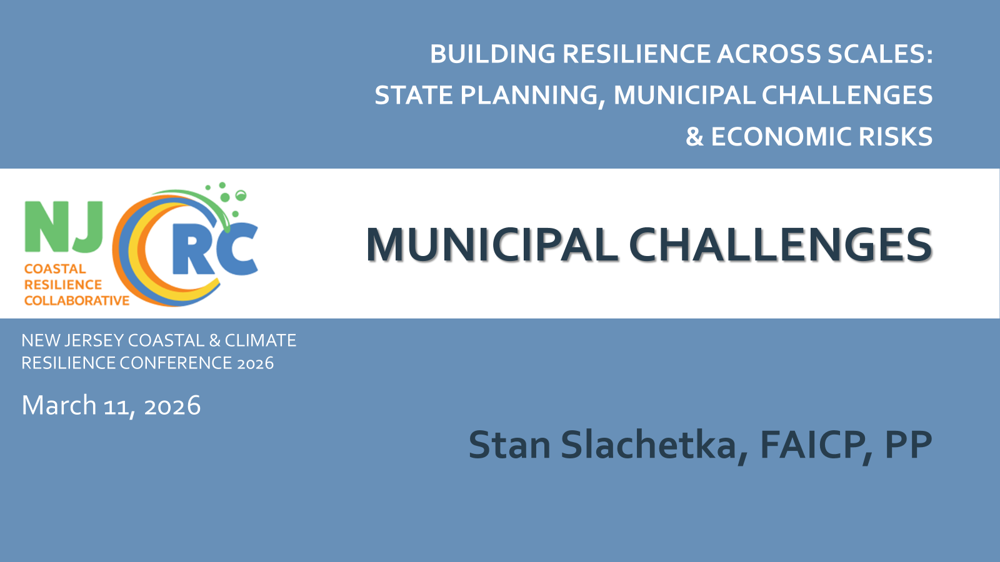 BUILDING RESILIENCE ACROSS SCALES:
STATE PLANNING, MUNICIPAL CHALLENGES
& ECONOMIC RISKS
NJ CRC
COASTAL
RESILIENCE
COLLABORATIVE
MUNICIPAL CHALLENGES
NEW JERSEY COASTAL & CLIMATE
RESILIENCE CONFERENCE 2026
March 11, 2026
Stan Slachetka, FAICP, PP